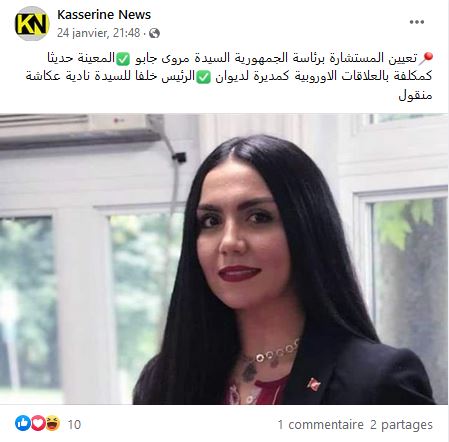 Kasserine News
24 janvier, 21:48
📍تعيين المستشارة برئاسة الجمهورية السيدة مروى جابو ✅المعينة حديثا
كمكلفة بالعلاقات الاوروبية كمديرة لديوان ✅الرئيس خلفا للسيدة نادية عكاشة
منقول
KN
10
1 commentaire 2 partages